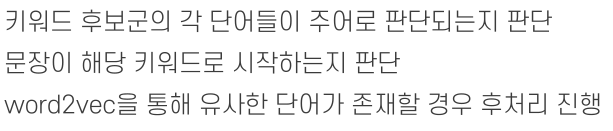 키워드 후보군의 각 단어들이 주어로 판단되는지 판단
문장이 해당 키워드로 시작하는지 판단
word2vec을 통해 유사한 단어가 존재할 경우 후처리 진행